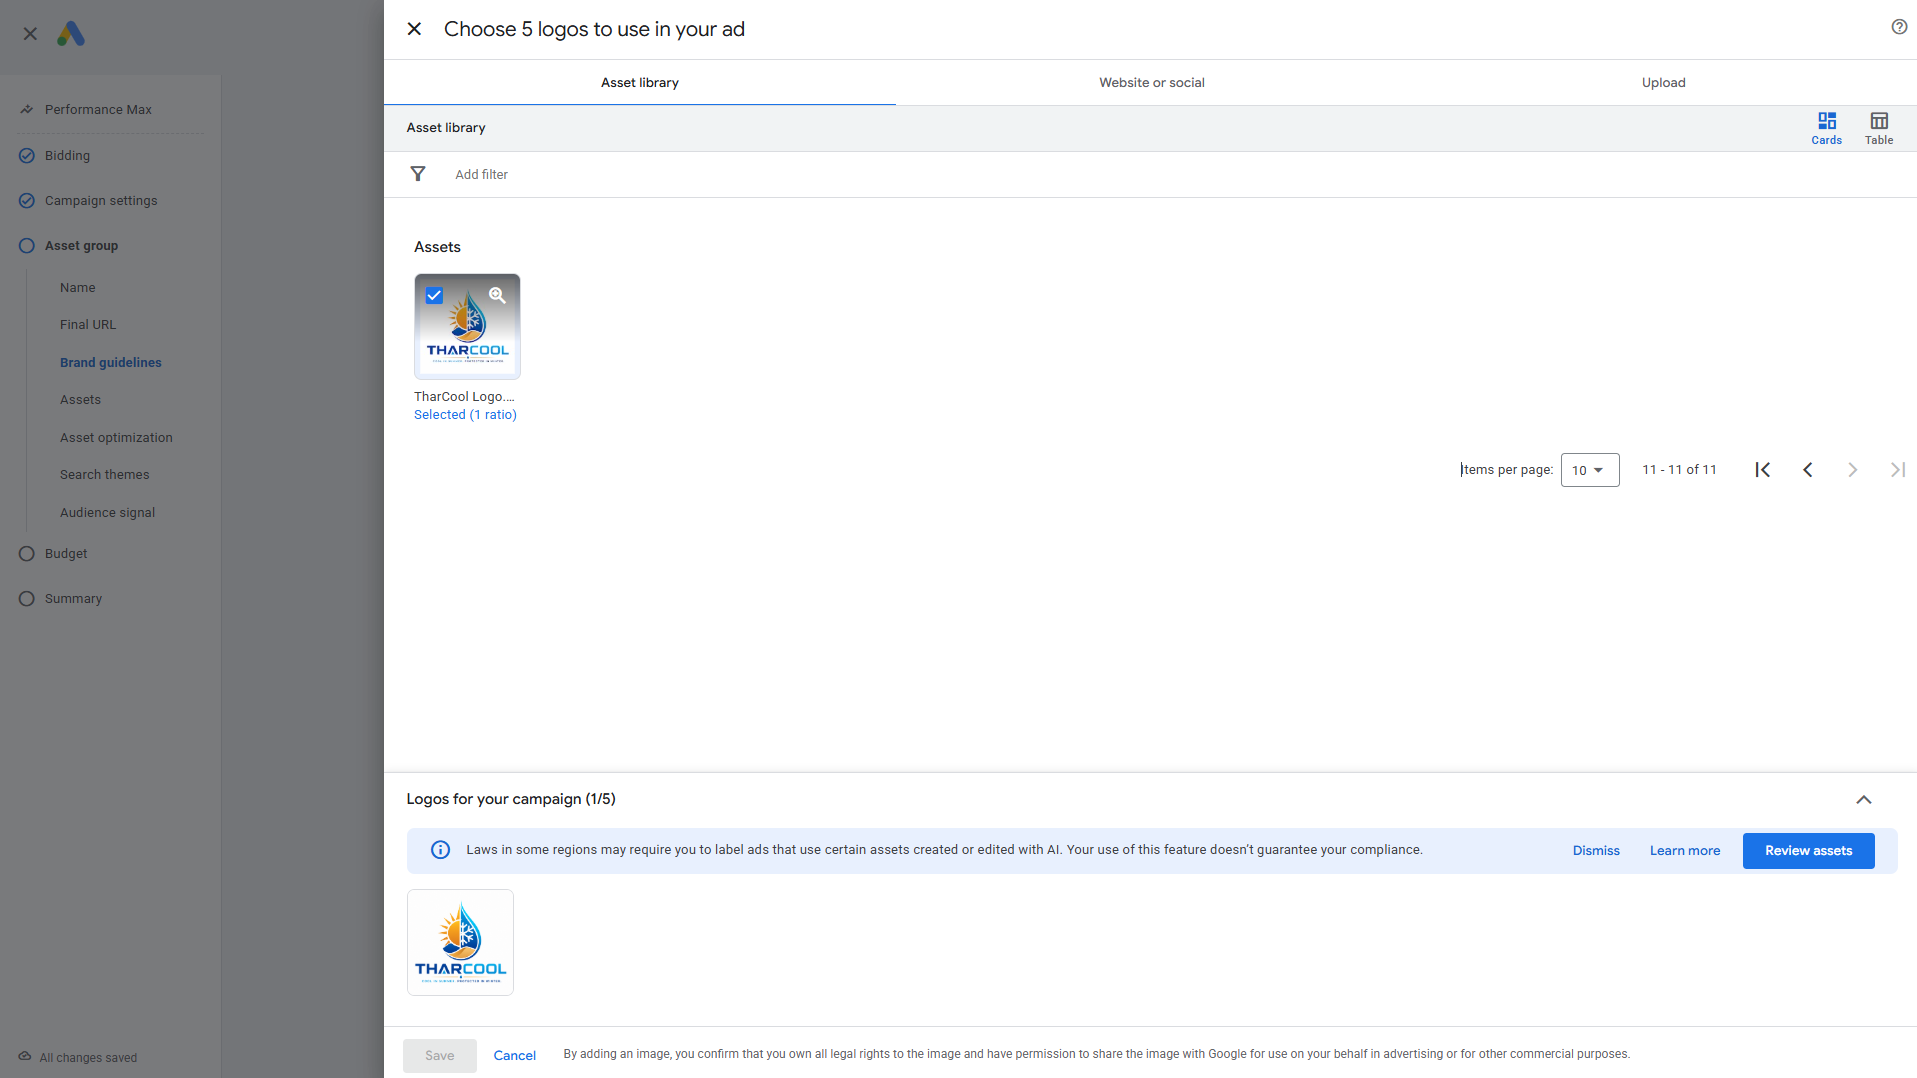 Choose 5 logos to use in your ad
Asset library
Website or social
Upload
Asset library
Cards
Table
Add filter
Performance Max
Bidding
Campaign settings
Asset group
Name
Final URL
Brand guidelines
Assets
Asset optimization
Search themes
Audience signal
Budget
Summary
All changes saved
Assets
THARCOOL
TharCool Logo....
Selected (1 ratio)
Items per page:
10
11 - 11 of 11
Logos for your campaign (1/5)
Laws in some regions may require you to label ads that use certain assets created or edited with AI. Your use of this feature doesn't guarantee your compliance.
Dismiss
Learn more
Review assets
THARCOOL
Save
Cancel
By adding an image, you confirm that you own all legal rights to the image and have permission to share the image with Google for use on your behalf in advertising or for other commercial purposes.